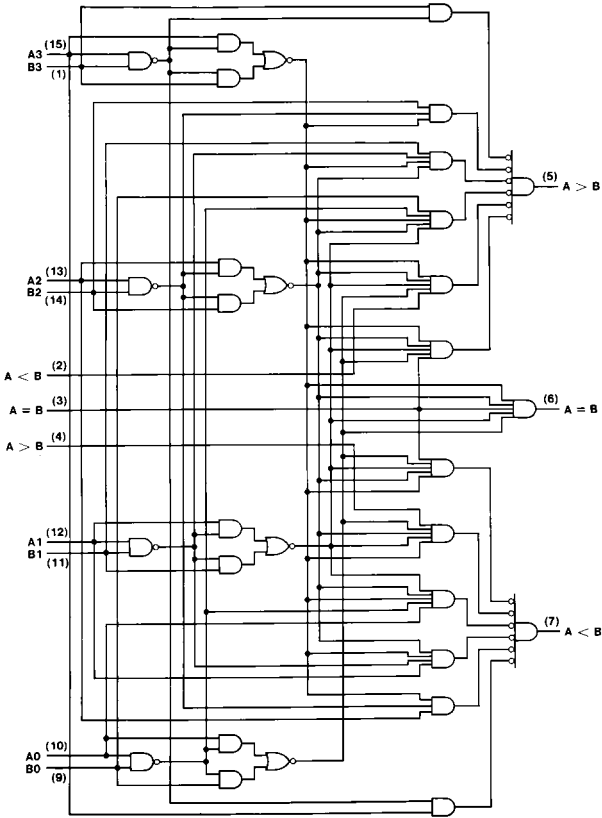 (15)
A3
B3
(1)
(5)
A > B
(13)
A2
B2
(14)
(2)
A < B
(3)
A = B
(6)
A = B
(4)
A > B
(12)
A1
B1
(11)
(7)
A < B
(10)
A0
B0
(9)